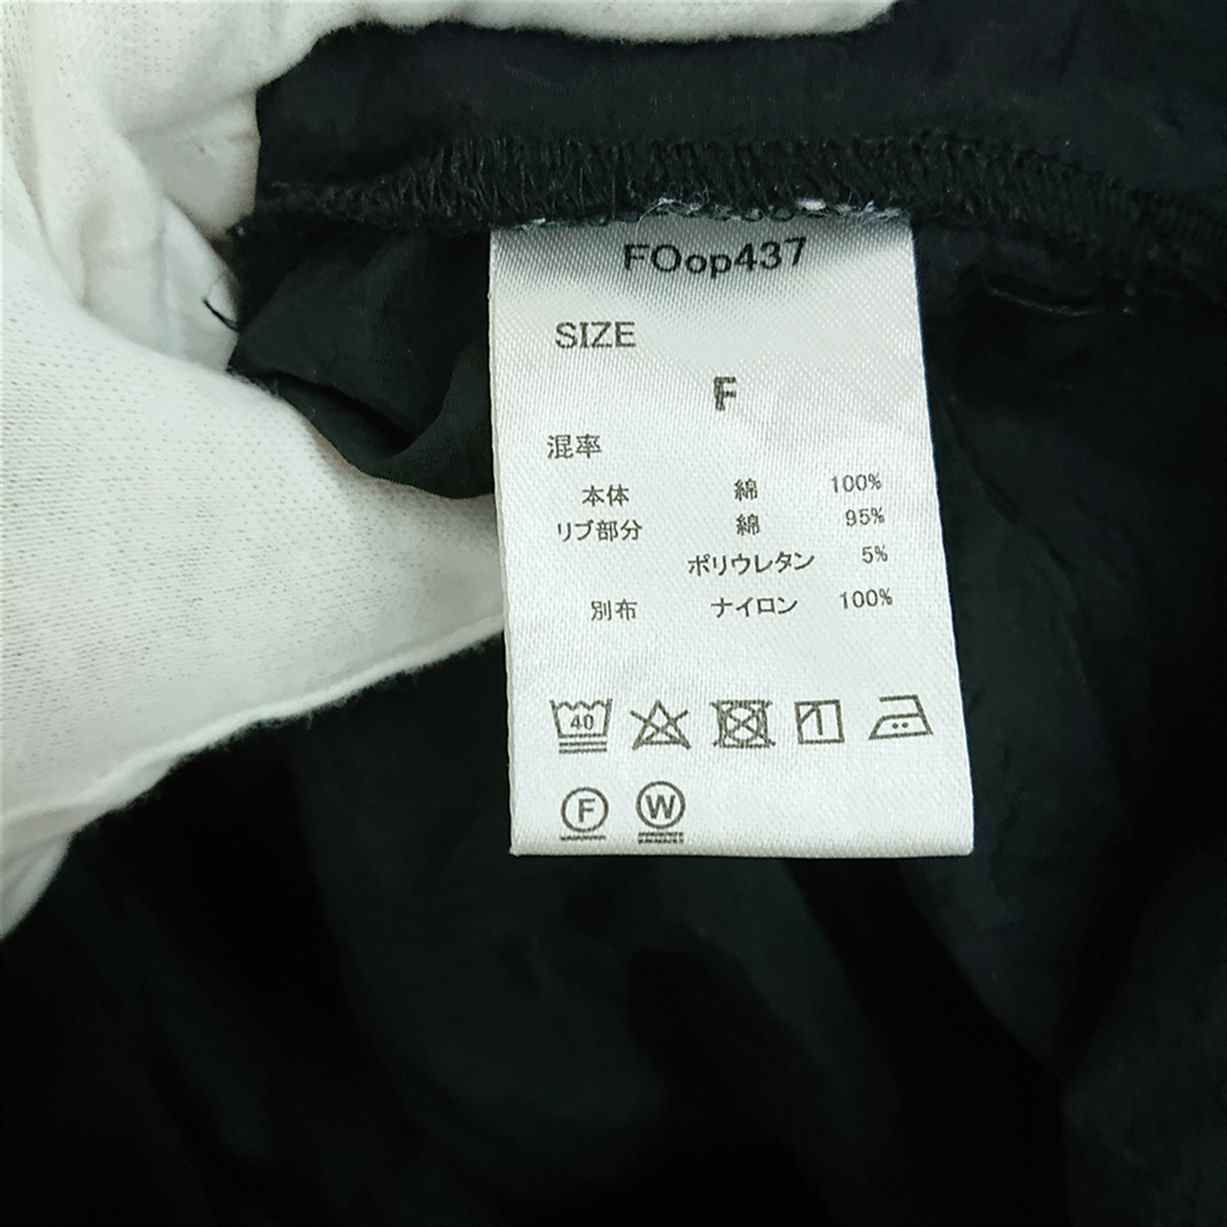 FOop437
SIZE
F
混率
本体 綿 100%
リブ部分 綿 95%
ポリウレタン 5%
別布 ナイロン 100%
40
F W